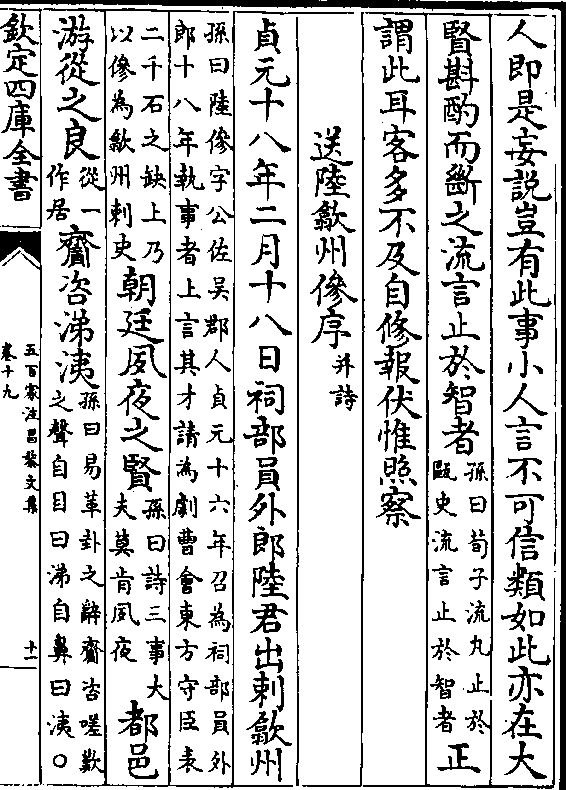 人即是妄説豈有此事小人言不可信類如此亦在大
賢斟酌而斷之流言止於智者孫曰荀子流丸止於甌臾流言止於智者正
謂此耳客多不及自修報伏惟照察
送陸歙州傪序并詩
貞元十八年二月十八日祠部員外郎陸君出刺歙州
孫曰陸傪字公佐吳郡人貞元十六年召為祠部員外
郎十八年執事者上言其才請為劇曹會東方守臣表
二千石之缺上乃以傪為歙州刺史朝廷夙夜之賢孫曰詩三事大夫莫肯夙夜都邑
游從之良從一作居齎咨涕洟孫曰易萃卦之辭齎咨嗟歎之聲自目曰涕自鼻曰洟○
欽定四庫全書
五百家注昌黎文集
卷十九
十一